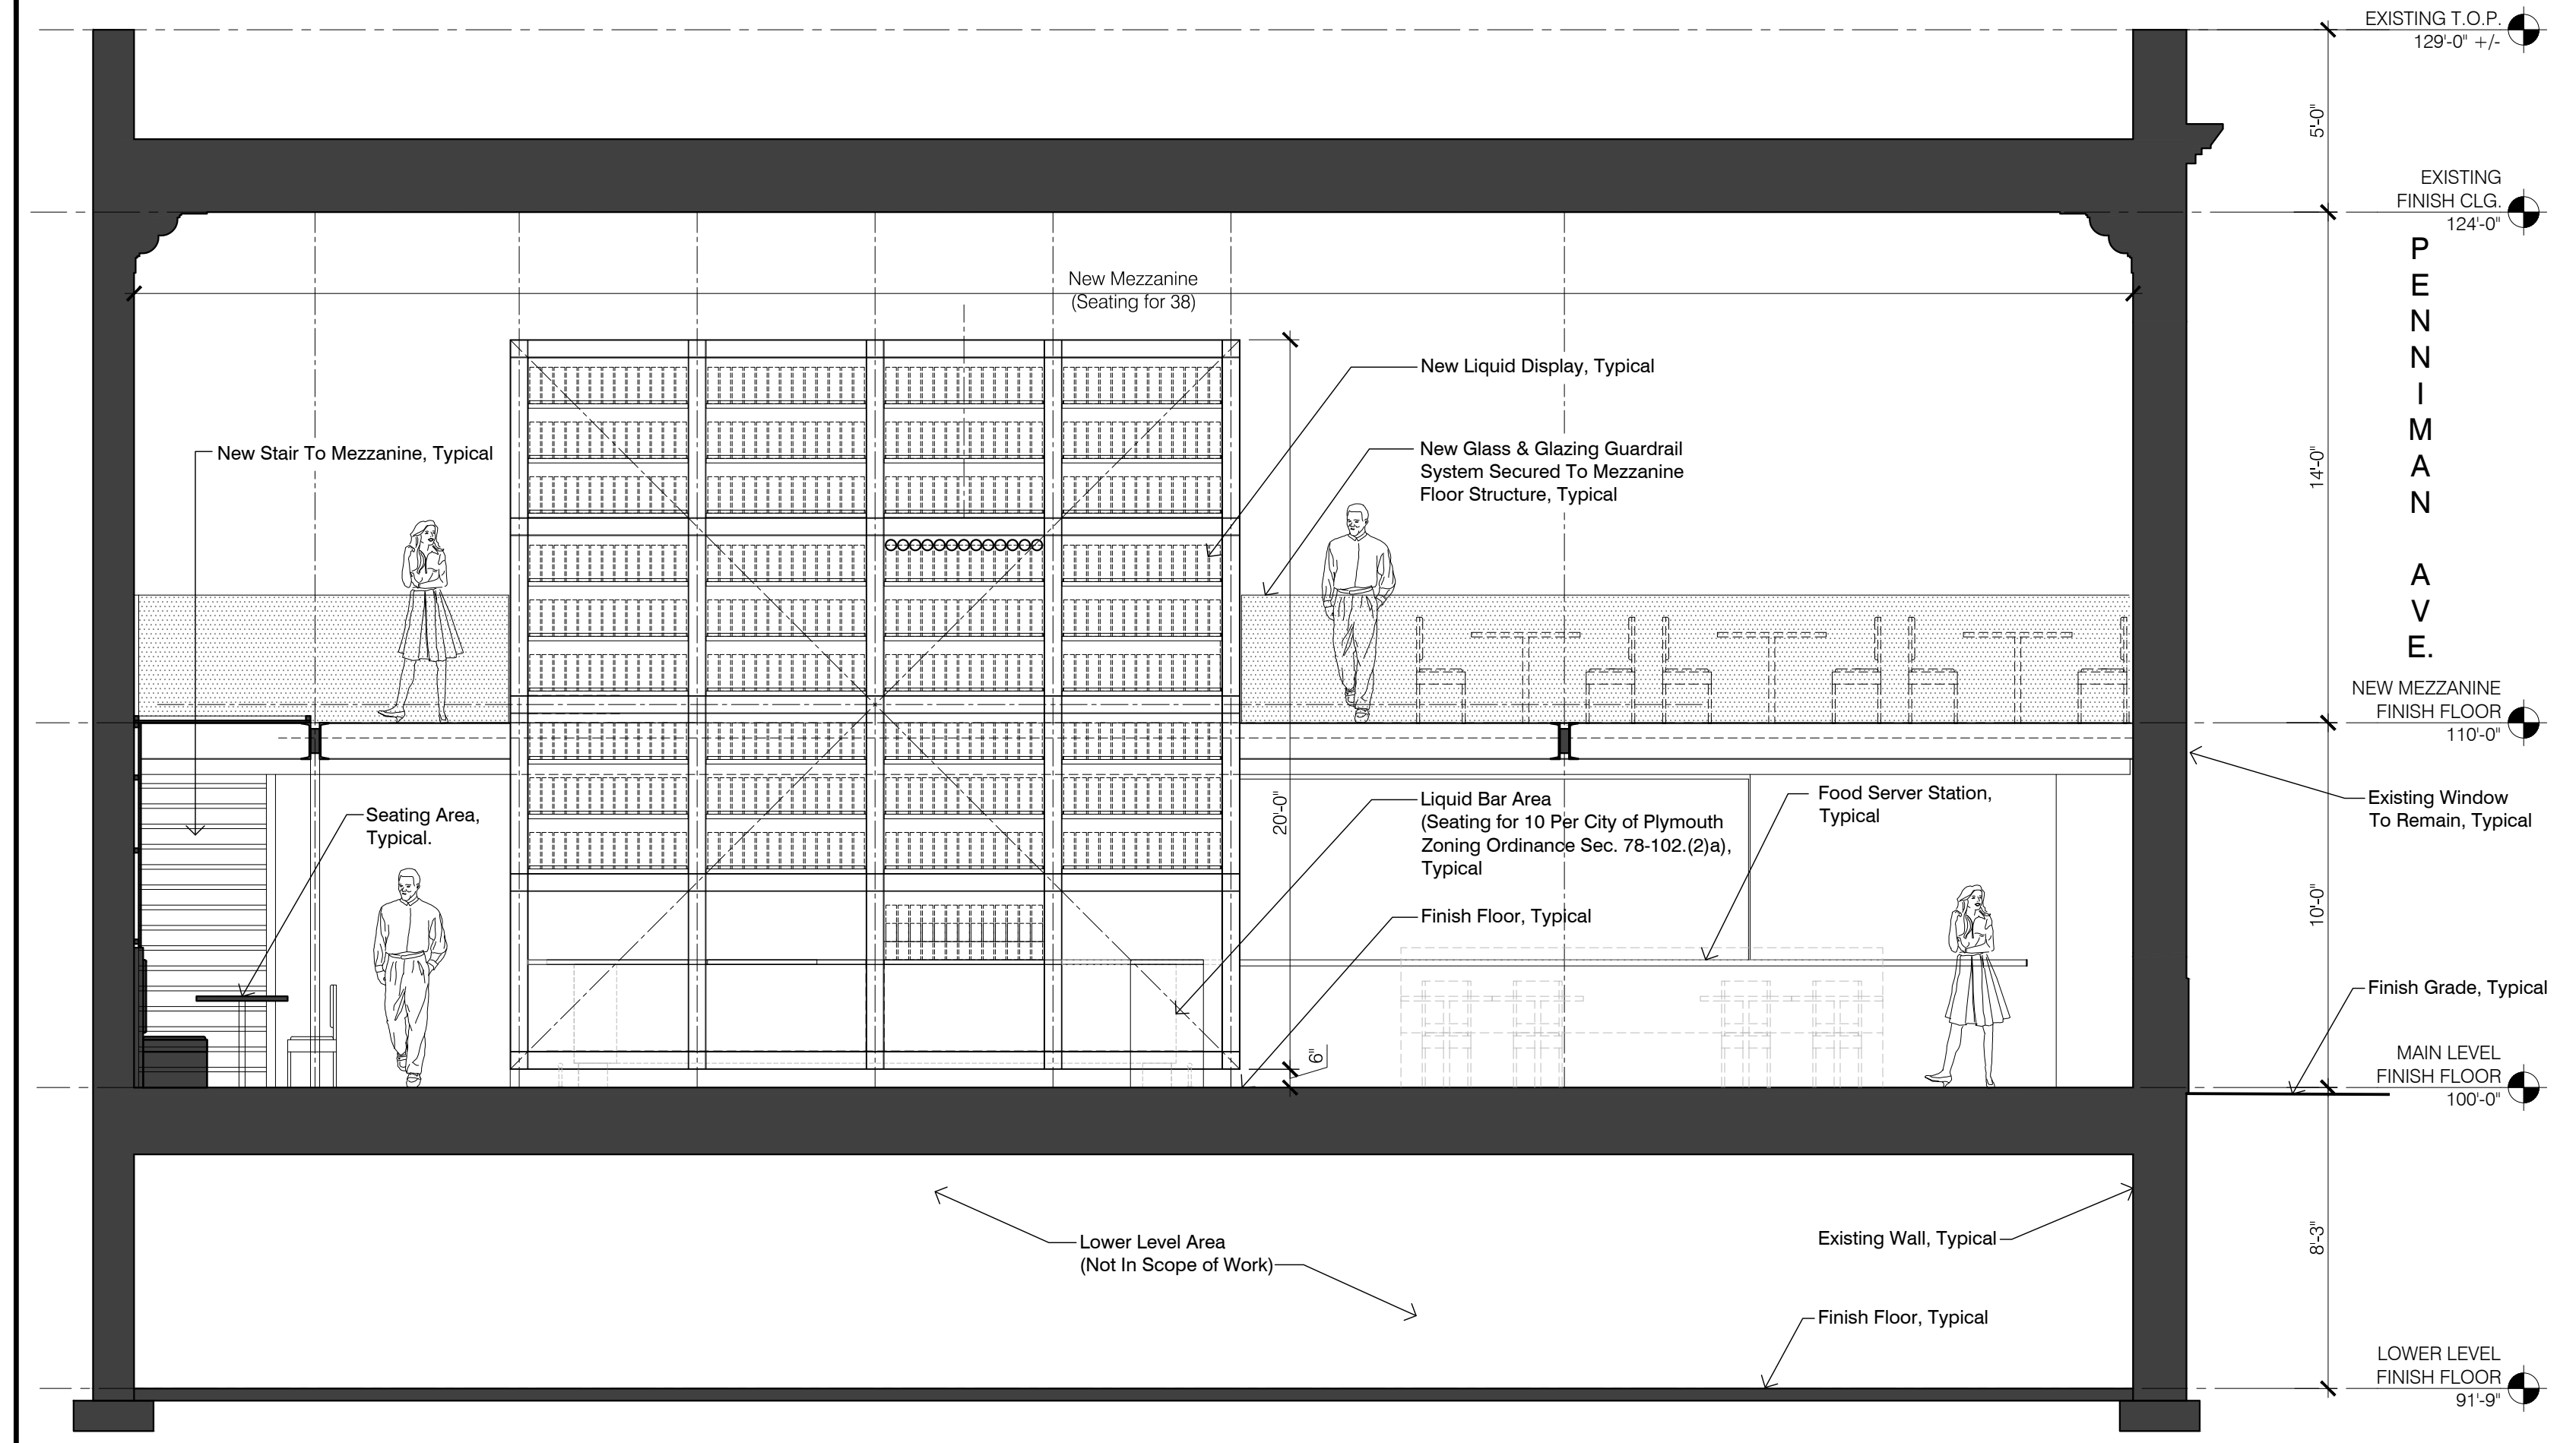 EXISTING T.O.P.
129'-0" +/-
5'-0"
EXISTING
FINISH CLG.
124'-0"
PENNIMAN AVE.
New Mezzanine
(Seating for 38)
New Liquid Display, Typical
New Glass & Glazing Guardrail
System Secured To Mezzanine
Floor Structure, Typical
New Stair To Mezzanine, Typical
14'-0"
NEW MEZZANINE
FINISH FLOOR
110'-0"
Seating Area,
Typical.
20'-0"
Liquid Bar Area
(Seating for 10 Per City of Plymouth
Zoning Ordinance Sec. 78-102.(2)a),
Typical
Food Server Station,
Typical
Existing Window
To Remain, Typical
Finish Floor, Typical
10'-0"
Finish Grade, Typical
6"
MAIN LEVEL
FINISH FLOOR
100'-0"
Lower Level Area
(Not In Scope of Work)
Existing Wall, Typical
8'-3"
Finish Floor, Typical
LOWER LEVEL
FINISH FLOOR
91'-9"